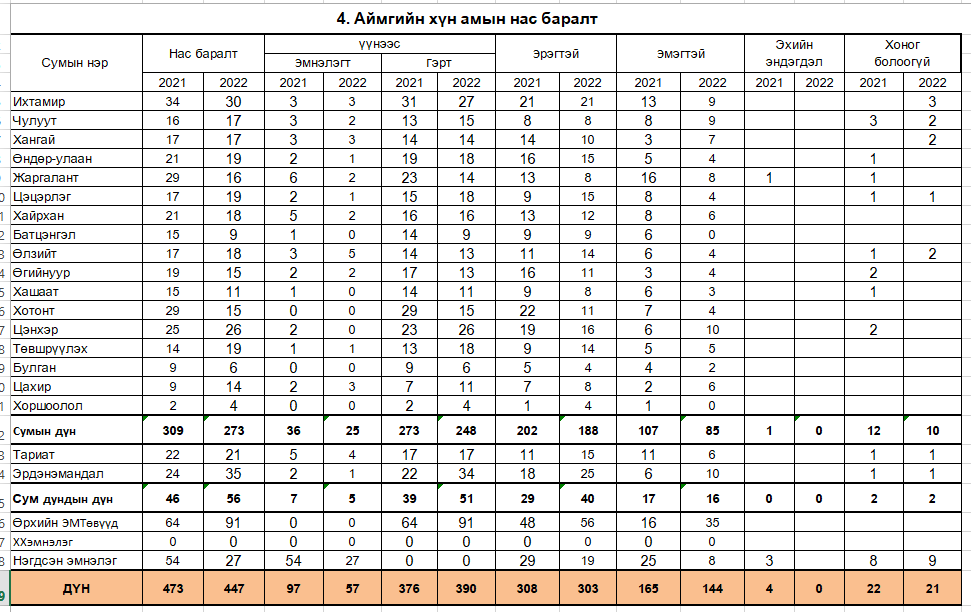 4. Аймгийн хүн амын нас баралт
Сумын нэр Нас баралт үүнээс Эрэгтэй Эмэгтэй Эхийн эндэгдэл Хоног болоогүй
Эмнэлэгт Гэрт
2021 2022 2021 2022 2021 2022 2021 2022 2021 2022 2021 2022 2021 2022
Ихтамир 34 30 3 3 31 27 21 21 13 9 3
Чулуут 16 17 3 2 13 15 8 8 8 9 3 2
Хангай 17 17 3 3 14 14 14 10 3 7 2
Өндөр-улаан 21 19 2 1 19 18 16 15 5 4 1
Жаргалант 29 16 6 2 23 14 13 8 16 8 1 1
Цэцэрлэг 17 19 2 1 15 18 9 15 8 4 1 1
Хайрхан 21 18 5 2 16 16 13 12 8 6
Батцэнгэл 15 9 1 0 14 9 9 9 6 0
Өлзийт 17 18 3 5 14 13 11 14 6 4 1 2
Өгийнуур 19 15 2 2 17 13 16 11 3 4 2
Хашаат 15 11 1 0 14 11 9 8 6 3 1
Хотонт 29 15 0 0 29 15 22 11 7 4
Цэнхэр 25 26 2 0 23 26 19 16 6 10 2
Төвшрүүлэх 14 19 1 1 13 18 9 14 5 5
Булган 9 6 0 0 9 6 5 4 4 2
Цахир 9 14 2 3 7 11 7 8 2 6
Хоршоолол 2 4 0 0 2 4 1 4 1 0
Сумын дүн 309 273 36 25 273 248 202 188 107 85 1 0 12 10
Тариат 22 21 5 4 17 17 11 15 11 6 1 1
Эрдэнэмандал 24 35 2 1 22 34 18 25 6 10 1 1
Сум дундын дүн 46 56 7 5 39 51 29 40 17 16 0 0 2 2
Өрхийн ЭМТөвүүд 64 91 0 0 64 91 48 56 16 35
ХХэмнэлэг 0 0 0 0 0 0 0 0 0 0
Нэгдсэн эмнэлэг 54 27 54 27 0 0 29 19 25 8 3 8 9
ДҮН 473 447 97 57 376 390 308 303 165 144 4 0 22 21